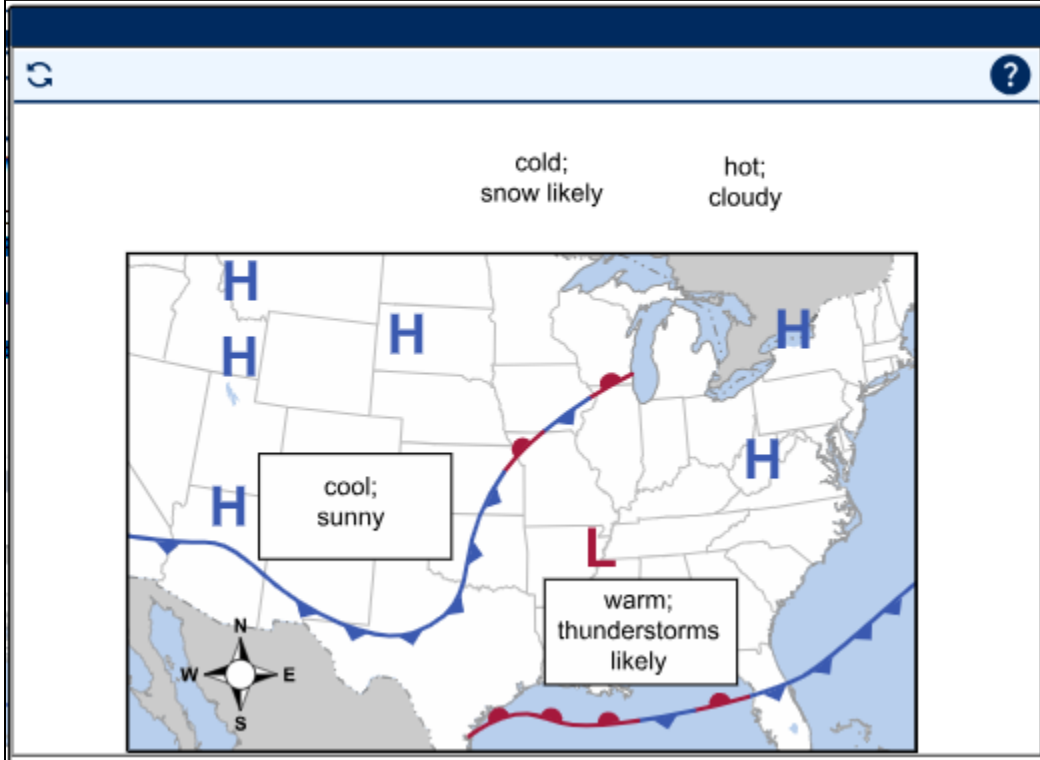 ?
cold;
snow likely
hot;
cloudy
H
H
H
H
H
cool;
sunny
H
L
warm;
thunderstorms
likely
N
W E
S